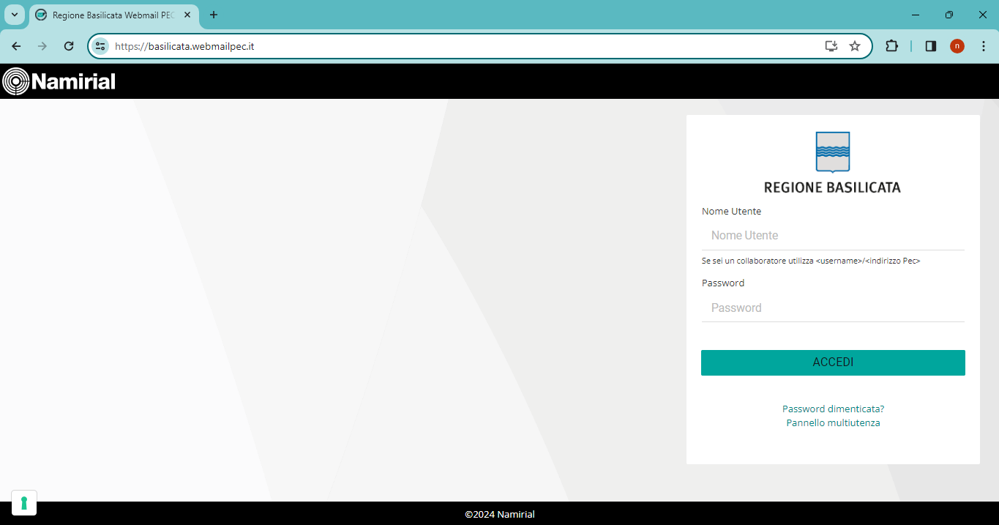 Regione Basilicata Webmail PEC
https://basilicata.webmailpec.it
n
Namirial
REGIONE BASILICATA
Nome Utente
Nome Utente
Se sei un collaboratore utilizza <username>/<indirizzo Pec>
Password
Password
ACCEDI
Password dimenticata?
Pannello multiutenza
©2024 Namirial